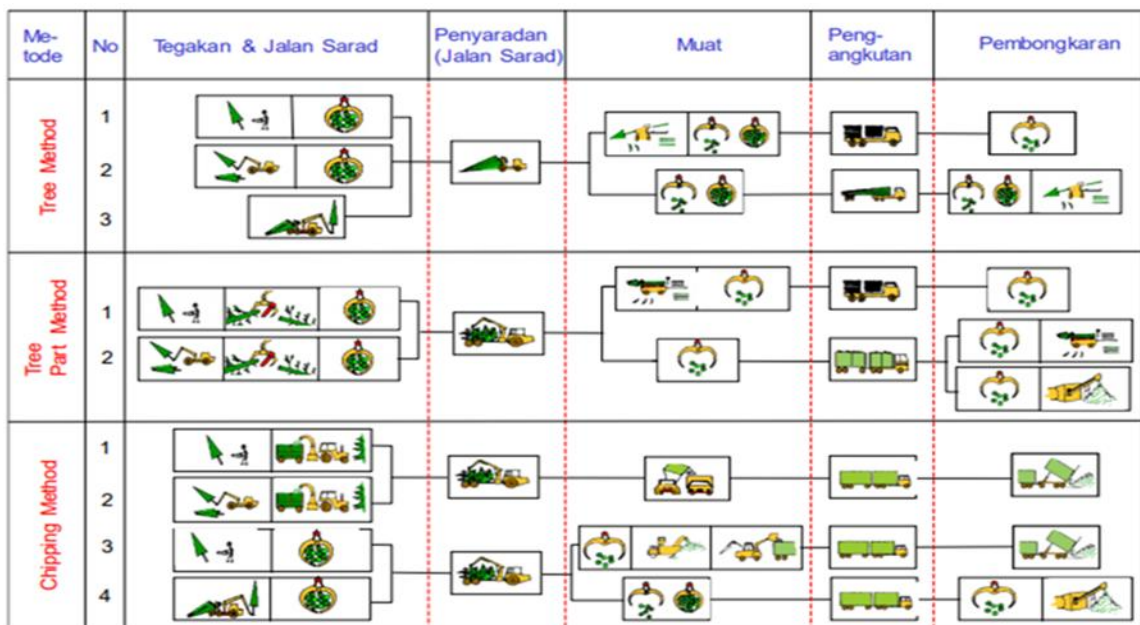 Me-
tode
No
Tegakan & Jalan Sarad
Penyaradan
(Jalan Sarad)
Muat
Peng-
angkutan
Pembongkaran
Tree Method
1
2
3
Tree
Part Method
1
2
Chipping Method
1
2
3
4